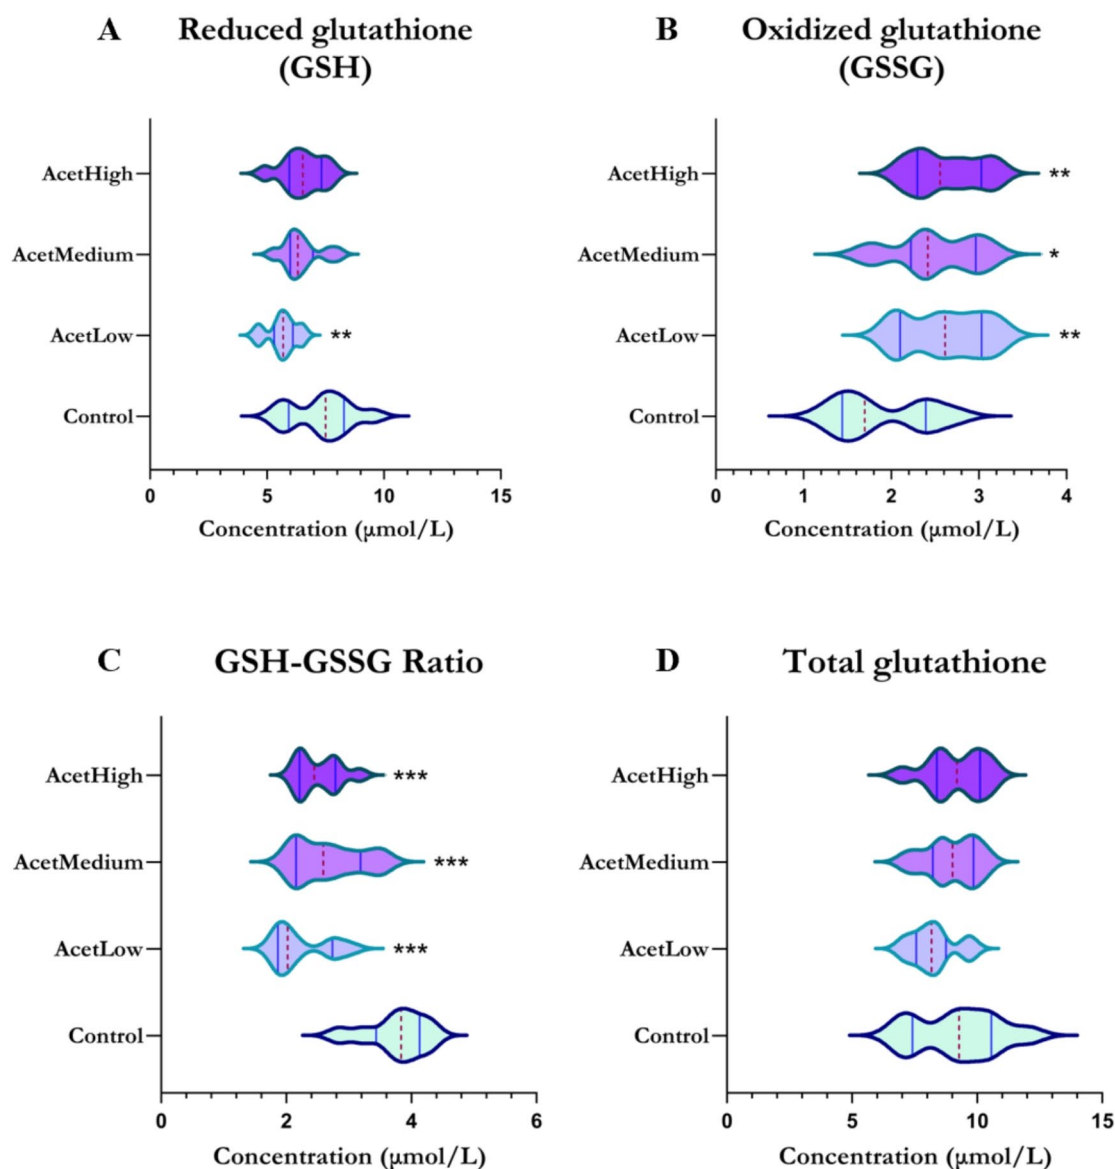 A
Reduced glutathione
(GSH)
AcetHigh
AcetMedium
AcetLow
**
Control
0
5
10
15
Concentration (μmol/L)
B
Oxidized glutathione
(GSSG)
AcetHigh
**
AcetMedium
*
AcetLow
**
Control
0
1
2
3
4
Concentration (μmol/L)
C
GSH-GSSG Ratio
AcetHigh
***
AcetMedium
***
AcetLow
***
Control
0
2
4
6
Concentration (μmol/L)
D
Total glutathione
AcetHigh
AcetMedium
AcetLow
Control
0
5
10
15
Concentration (μmol/L)